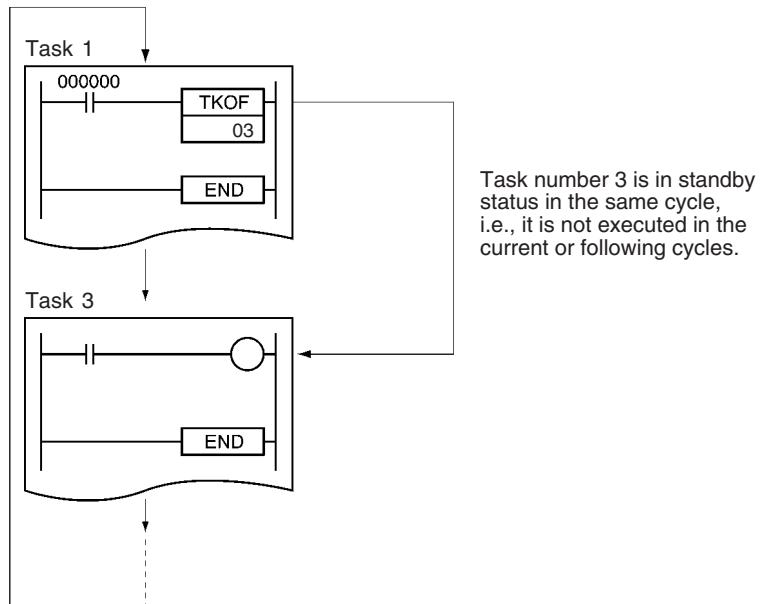 Task 1
000000
TKOF
03
END
Task number 3 is in standby
status in the same cycle,
i.e., it is not executed in the
current or following cycles.
Task 3
END